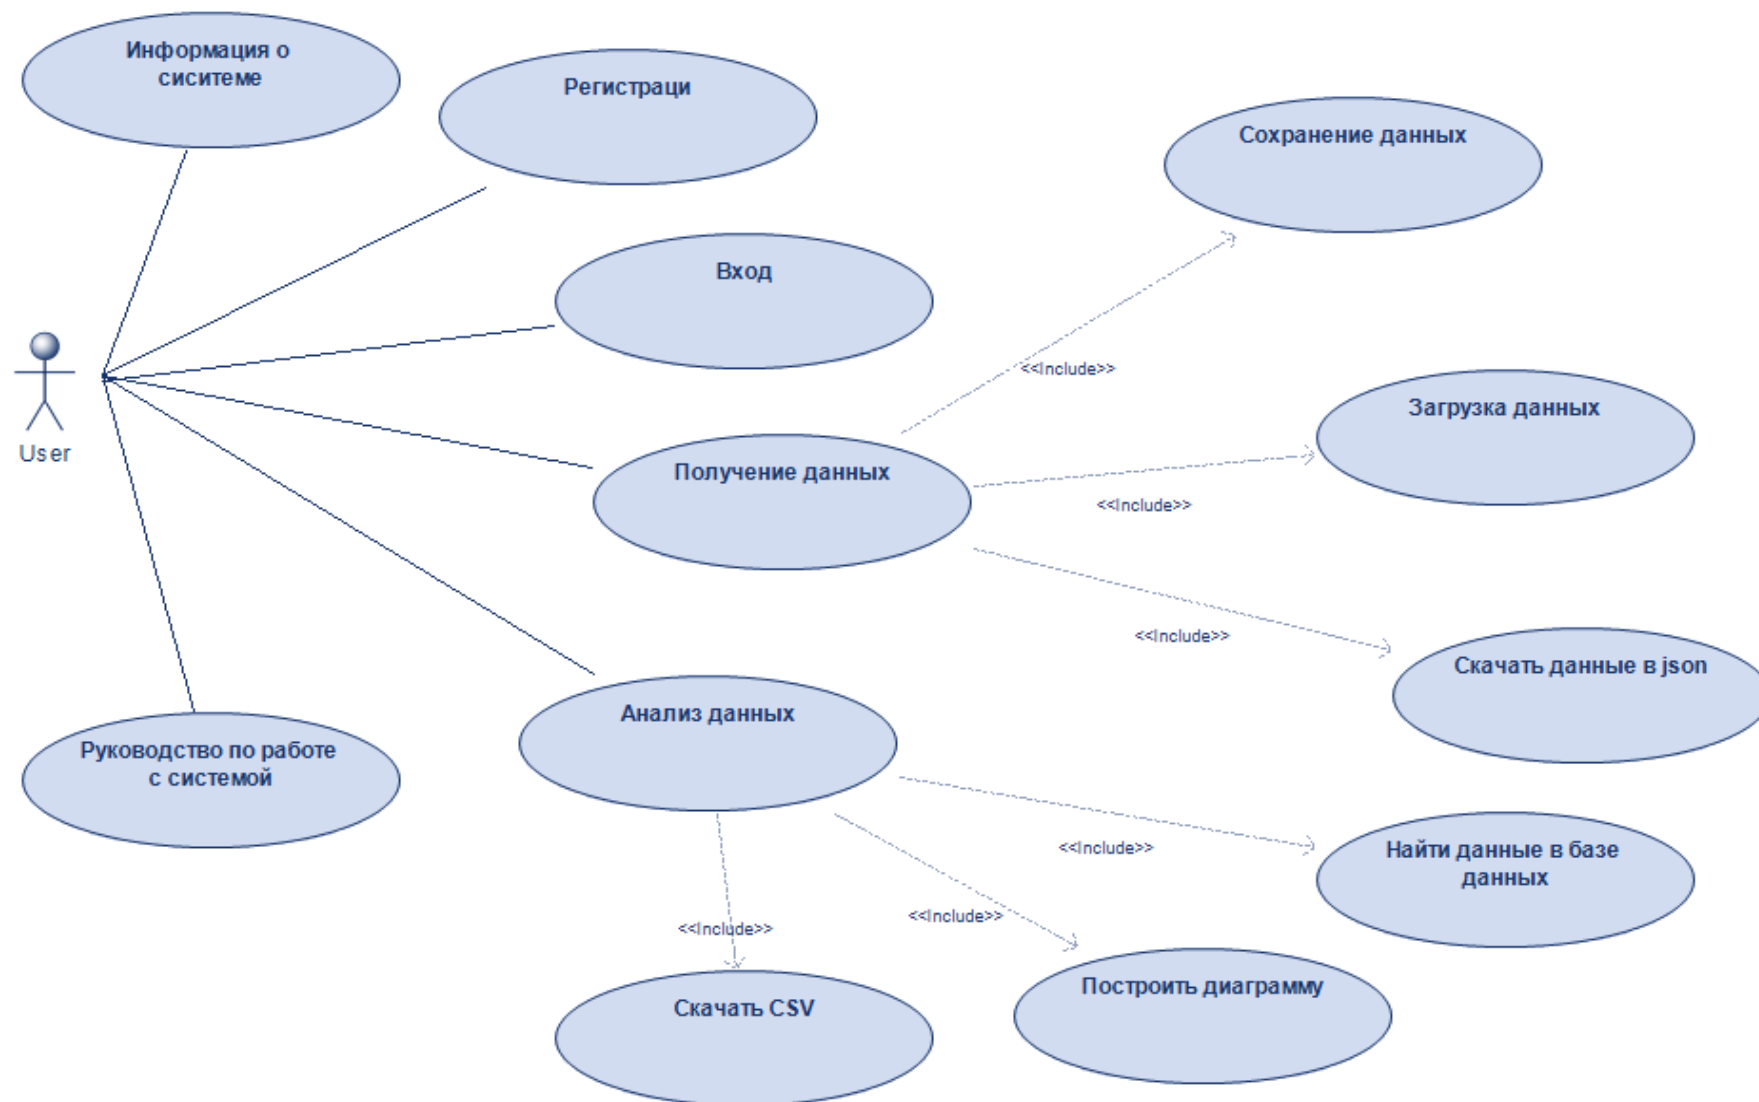 Информация о
сиситеме
Регистраци
Сохранение данных
Вход
<<Include>>
Загрузка данных
User
Получение данных
<<Include>>
<<Include>>
Скачать данные в json
Анализ данных
Руководство по работе
с системой
<<Include>>
Найти данные в базе
данных
<<Include>>
<<Include>>
Построить диаграмму
Скачать CSV